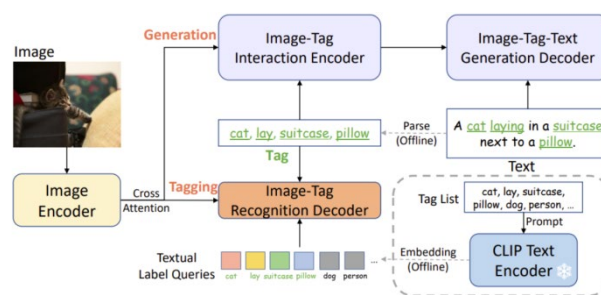 Image
Generation
Image-Tag
Interaction Encoder
Image-Tag-Text
Generation Decoder
cat, lay, suitcase, pillow
Tag
Parse
(Offline)
A cat laying in a suitcase
next to a pillow.
Text
Image
Encoder
Cross
Attention
Tagging
Image-Tag
Recognition Decoder
Tag List
cat, lay, suitcase,
pillow, dog, person, ...
Prompt
Textual
Label Queries
cat lay suitcase pillow dog person ...
Embedding
(Offline)
CLIP Text
Encoder